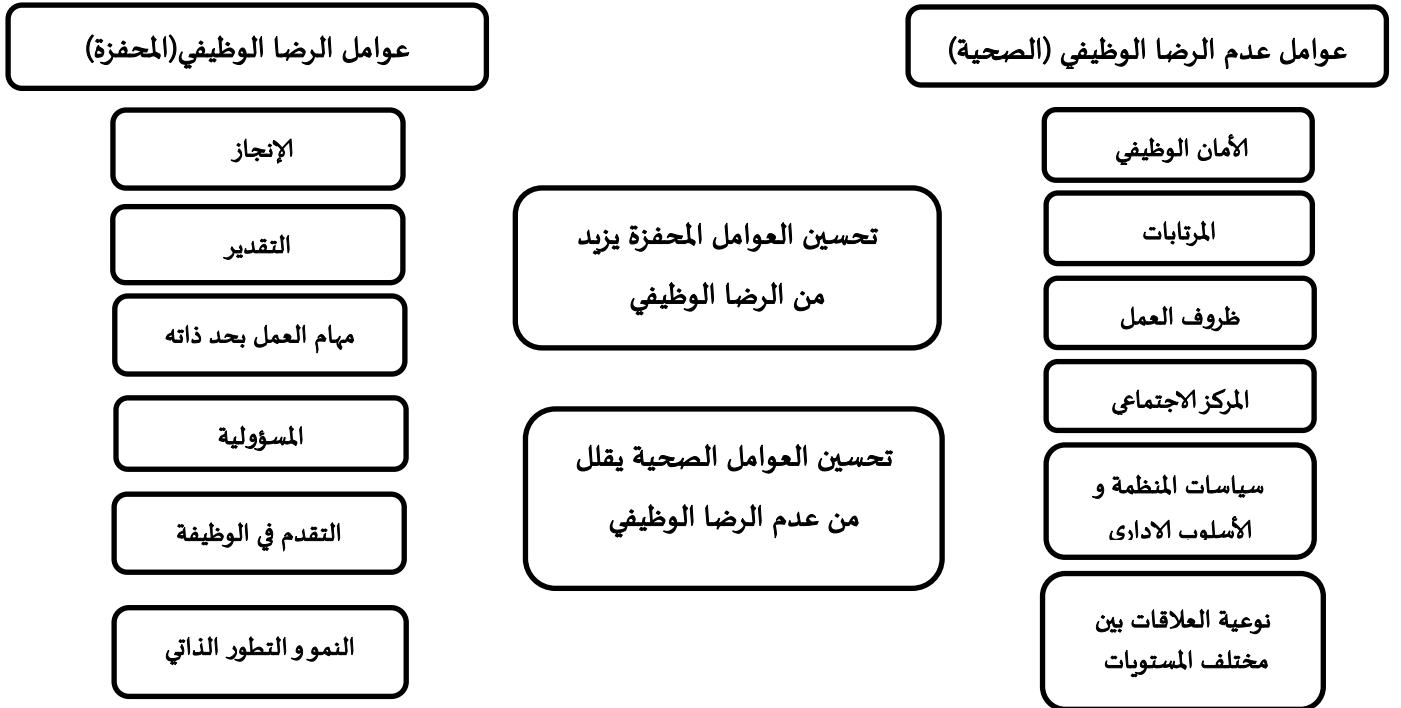 عوامل عدم الرضا الوظيفي (الصحية)
الأمان الوظيفي
المرتابات
ظروف العمل
المركز الاجتماعي
سياسات المنظمة و
الأسلوب الاداري
نوعية العلاقات بين
مختلف المستويات
تحسين العوامل المحفزة يزيد
من الرضا الوظيفي
تحسين العوامل الصحية يقلل
من عدم الرضا الوظيفي
عوامل الرضا الوظيفي(المحفزة)
الإنجاز
التقدير
مهام العمل بحد ذاته
المسؤولية
التقدم في الوظيفة
النمو و التطور الذاتي